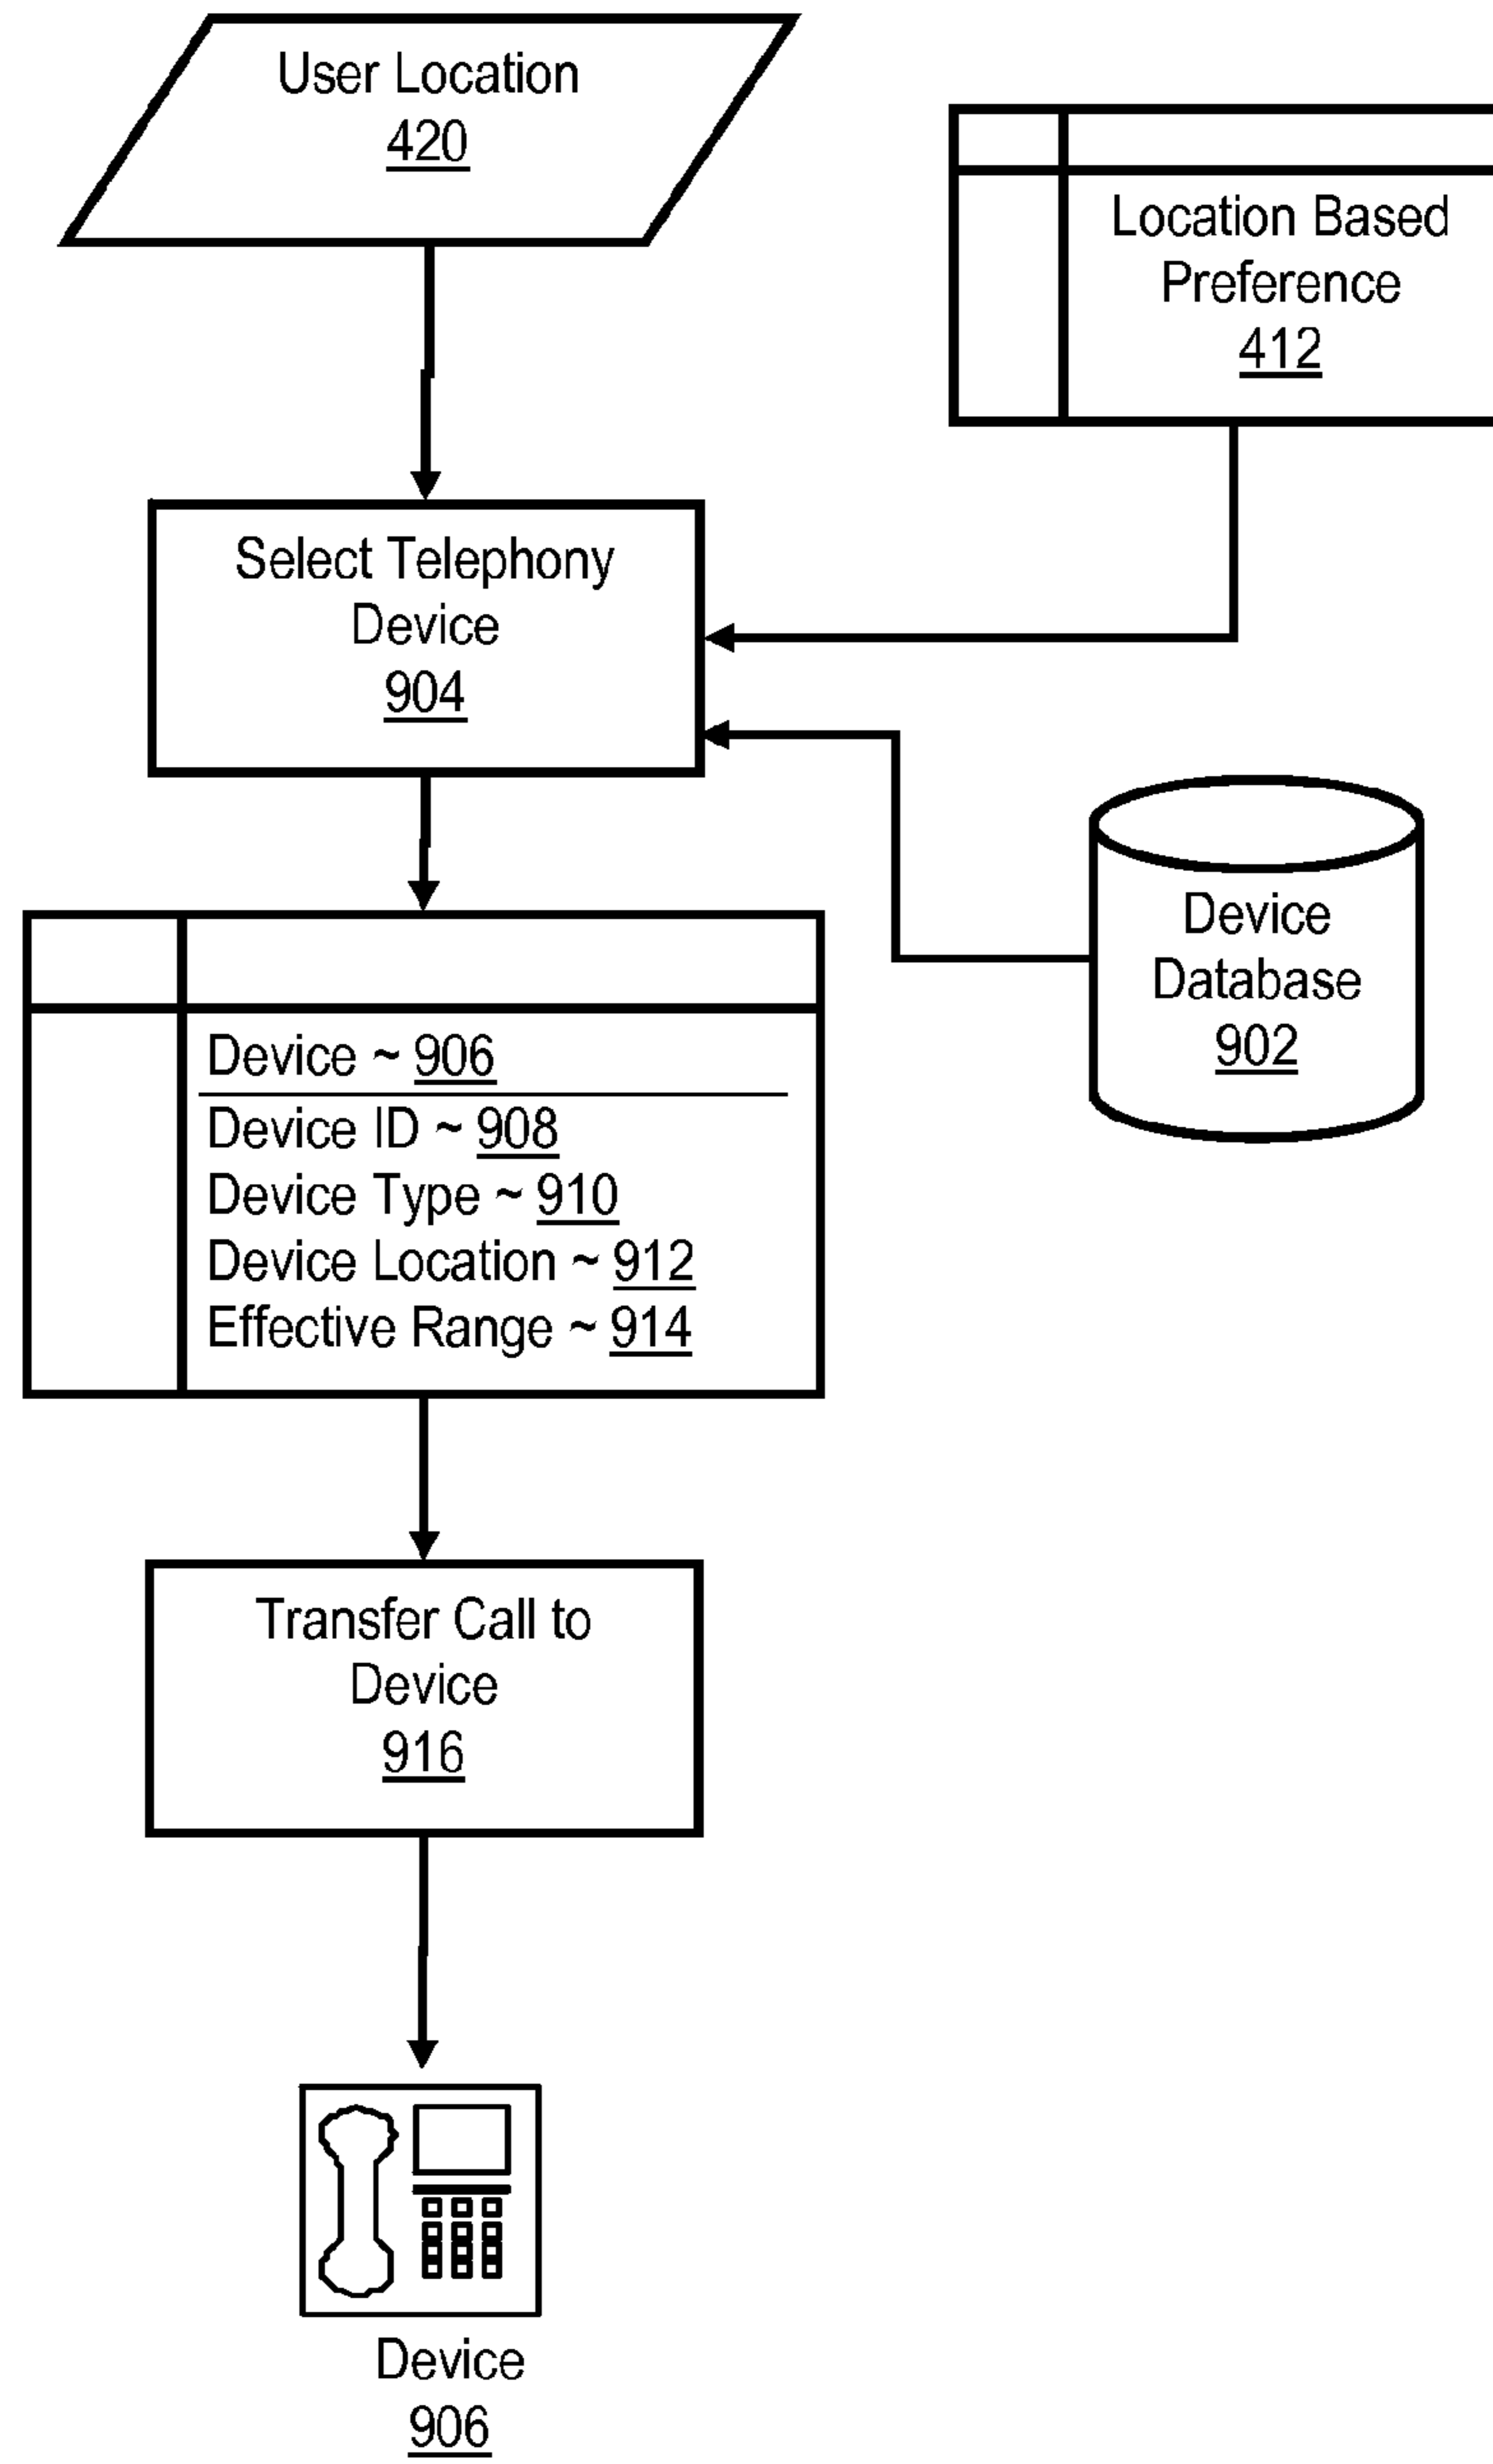 User Location
420
Location Based
Preference
412
Select Telephony
Device
904
Device
Database
902
Device ~ 906
Device ID ~ 908
Device Type ~ 910
Device Location ~ 912
Effective Range ~ 914
Transfer Call to
Device
916
Device
906